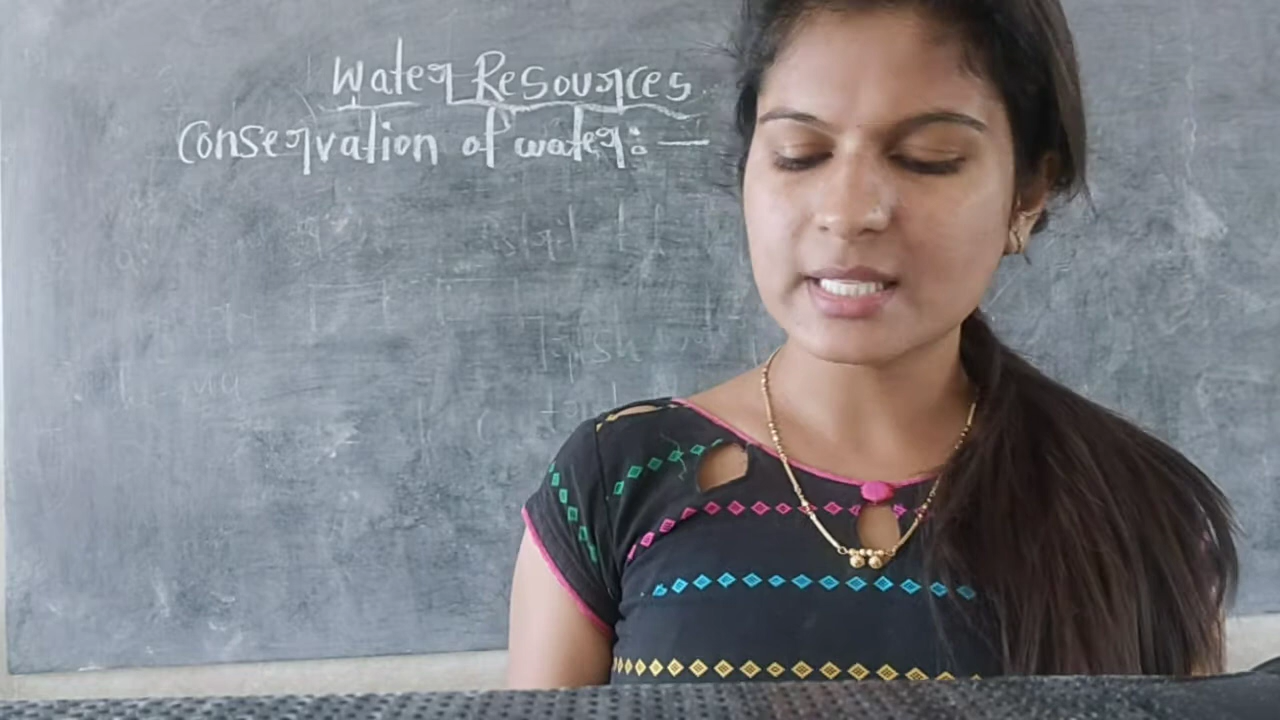 Water Resources
Conservation of water: —